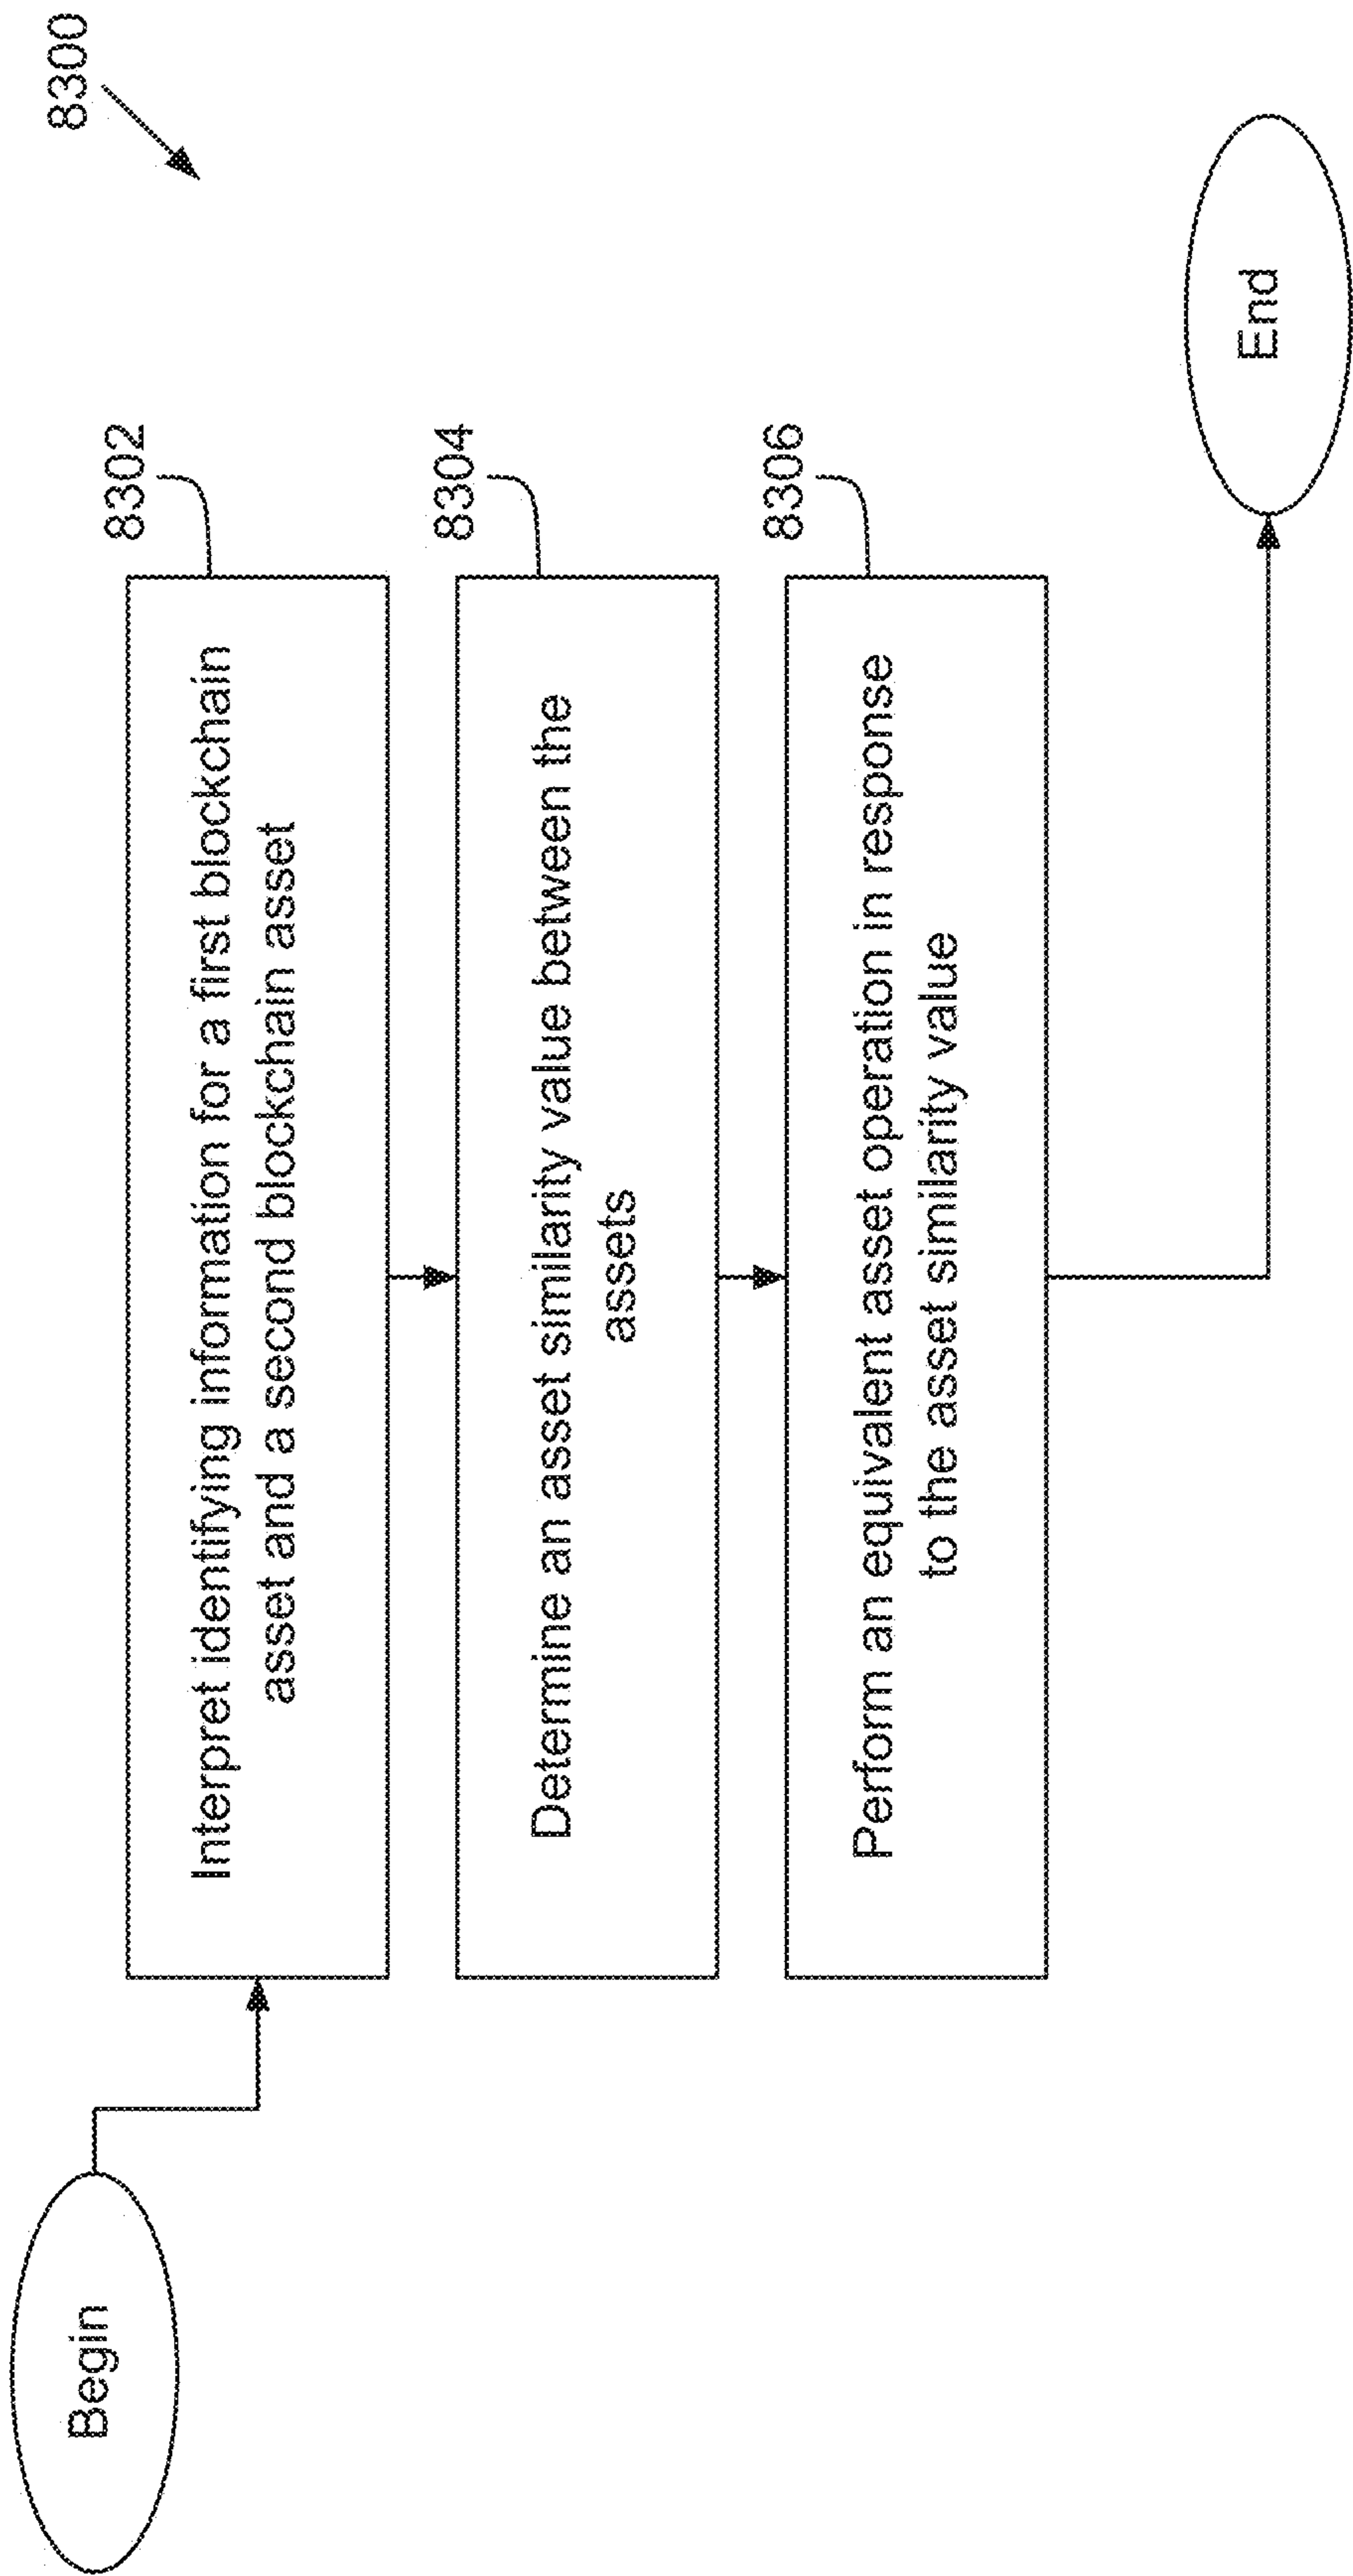 8300
Begin
8302
Interpret identifying information for a first blockchain
asset and a second blockchain asset
8304
Determine an asset similarity value between the
assets
8306
Perform an equivalent asset operation in response
to the asset similarity value
End